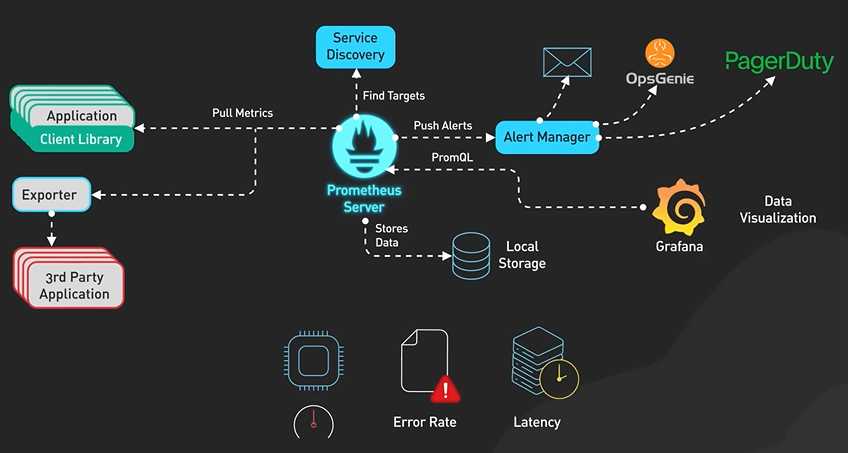 Service
Discovery
Find Targets
Pull Metrics
Application
Client Library
Push Alerts
Alert Manager
OpsGenie
PagerDuty
PromQL
Prometheus
Server
Exporter
3rd Party
Application
Stores
Data
Local
Storage
Grafana
Data
Visualization
Error Rate
Latency